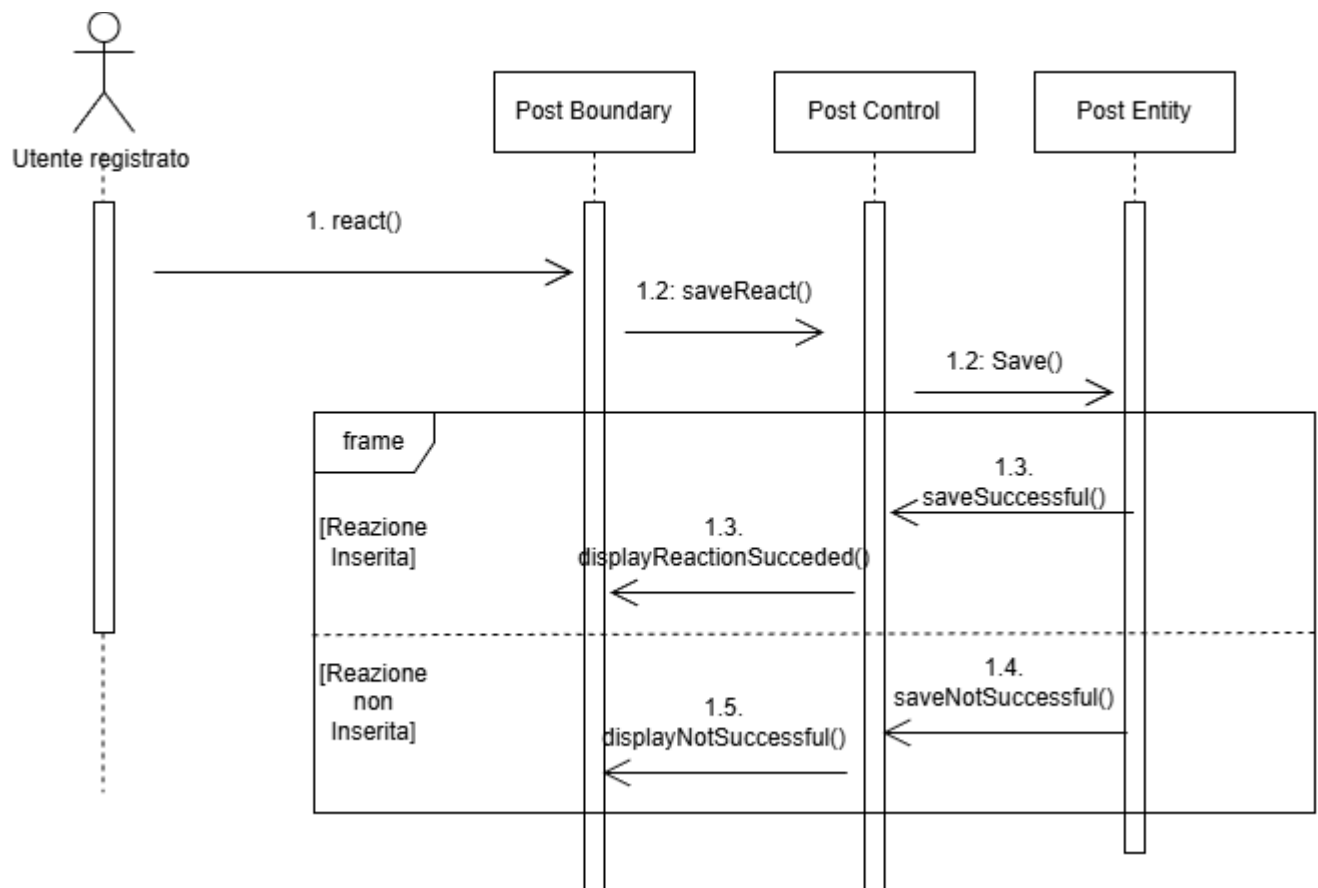 Utente registrato
Post Boundary
Post Control
Post Entity
1. react()
1.2: saveReact()
1.2: Save()
frame
[Reazione
Inserita]
1.3.
saveSuccessful()
1.3.
displayReactionSucceded()
[Reazione
non
Inserita]
1.4.
saveNotSuccessful()
1.5.
displayNotSuccessful()